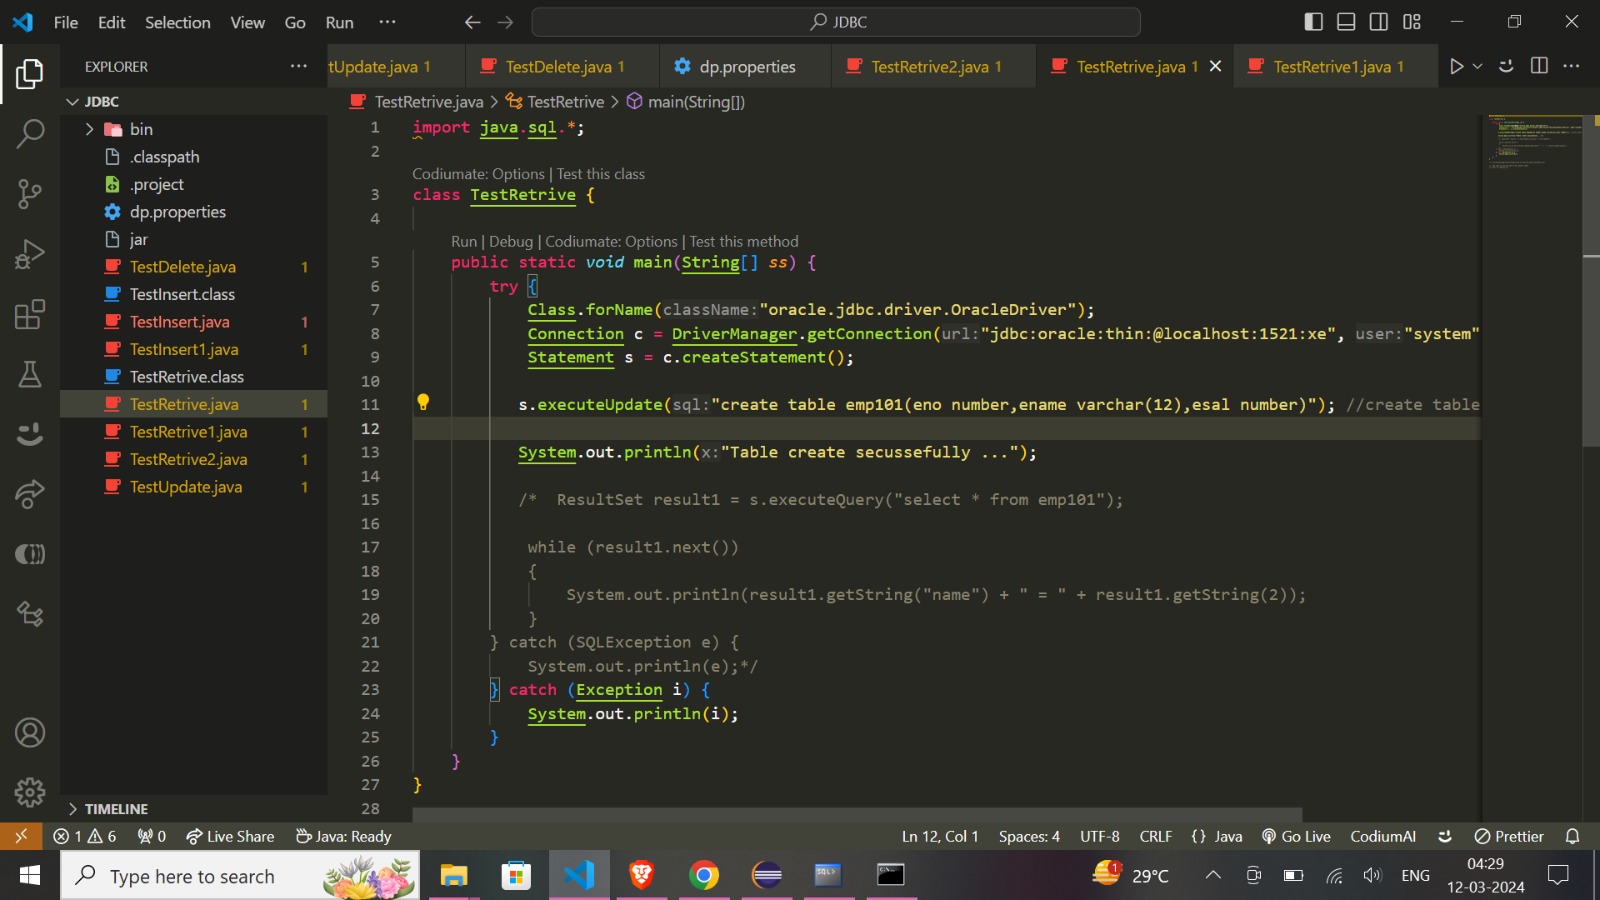 File Edit Selection View Go Run ··· JDBC
EXPLORER ···
tUpdate.java 1 TestDelete.java 1 dp.properties TestRetrive2.java 1 TestRetrive.java 1 TestRetrive1.java 1
JDBC
bin
.classpath
.project
dp.properties
jar
TestDelete.java 1
TestInsert.class
TestInsert.java 1
TestInsert1.java 1
TestRetrive.class
TestRetrive.java 1
TestRetrive1.java 1
TestRetrive2.java 1
TestUpdate.java 1
TIMELINE
TestRetrive.java > TestRetrive > main(String[])
1 import java.sql.*;
2
Codiumate: Options | Test this class
3 class TestRetrive {
4
Run | Debug | Codiumate: Options | Test this method
5 public static void main(String[] ss) {
6 try {
7 Class.forName(className:"oracle.jdbc.driver.OracleDriver");
8 Connection c = DriverManager.getConnection(url:"jdbc:oracle:thin:@localhost:1521:xe", user:"system"
9 Statement s = c.createStatement();
10
11 s.executeUpdate(sql:"create table emp101(eno number,ename varchar(12),esal number)"); //create table
12
13 System.out.println(x:"Table create secussefully ...");
14
15 /* ResultSet result1 = s.executeQuery("select * from emp101");
16
17 while (result1.next())
18 {
19 System.out.println(result1.getString("name") + " = " + result1.getString(2));
20 }
21 } catch (SQLException e) {
22 System.out.println(e);*/
23 } catch (Exception i) {
24 System.out.println(i);
25 }
26 }
27 }
28
1 6 0 Live Share Java: Ready Ln 12, Col 1 Spaces: 4 UTF-8 CRLF {} Java Go Live CodiumAI Prettier
Type here to search SQL> 1 29°C ENG 04:29
12-03-2024